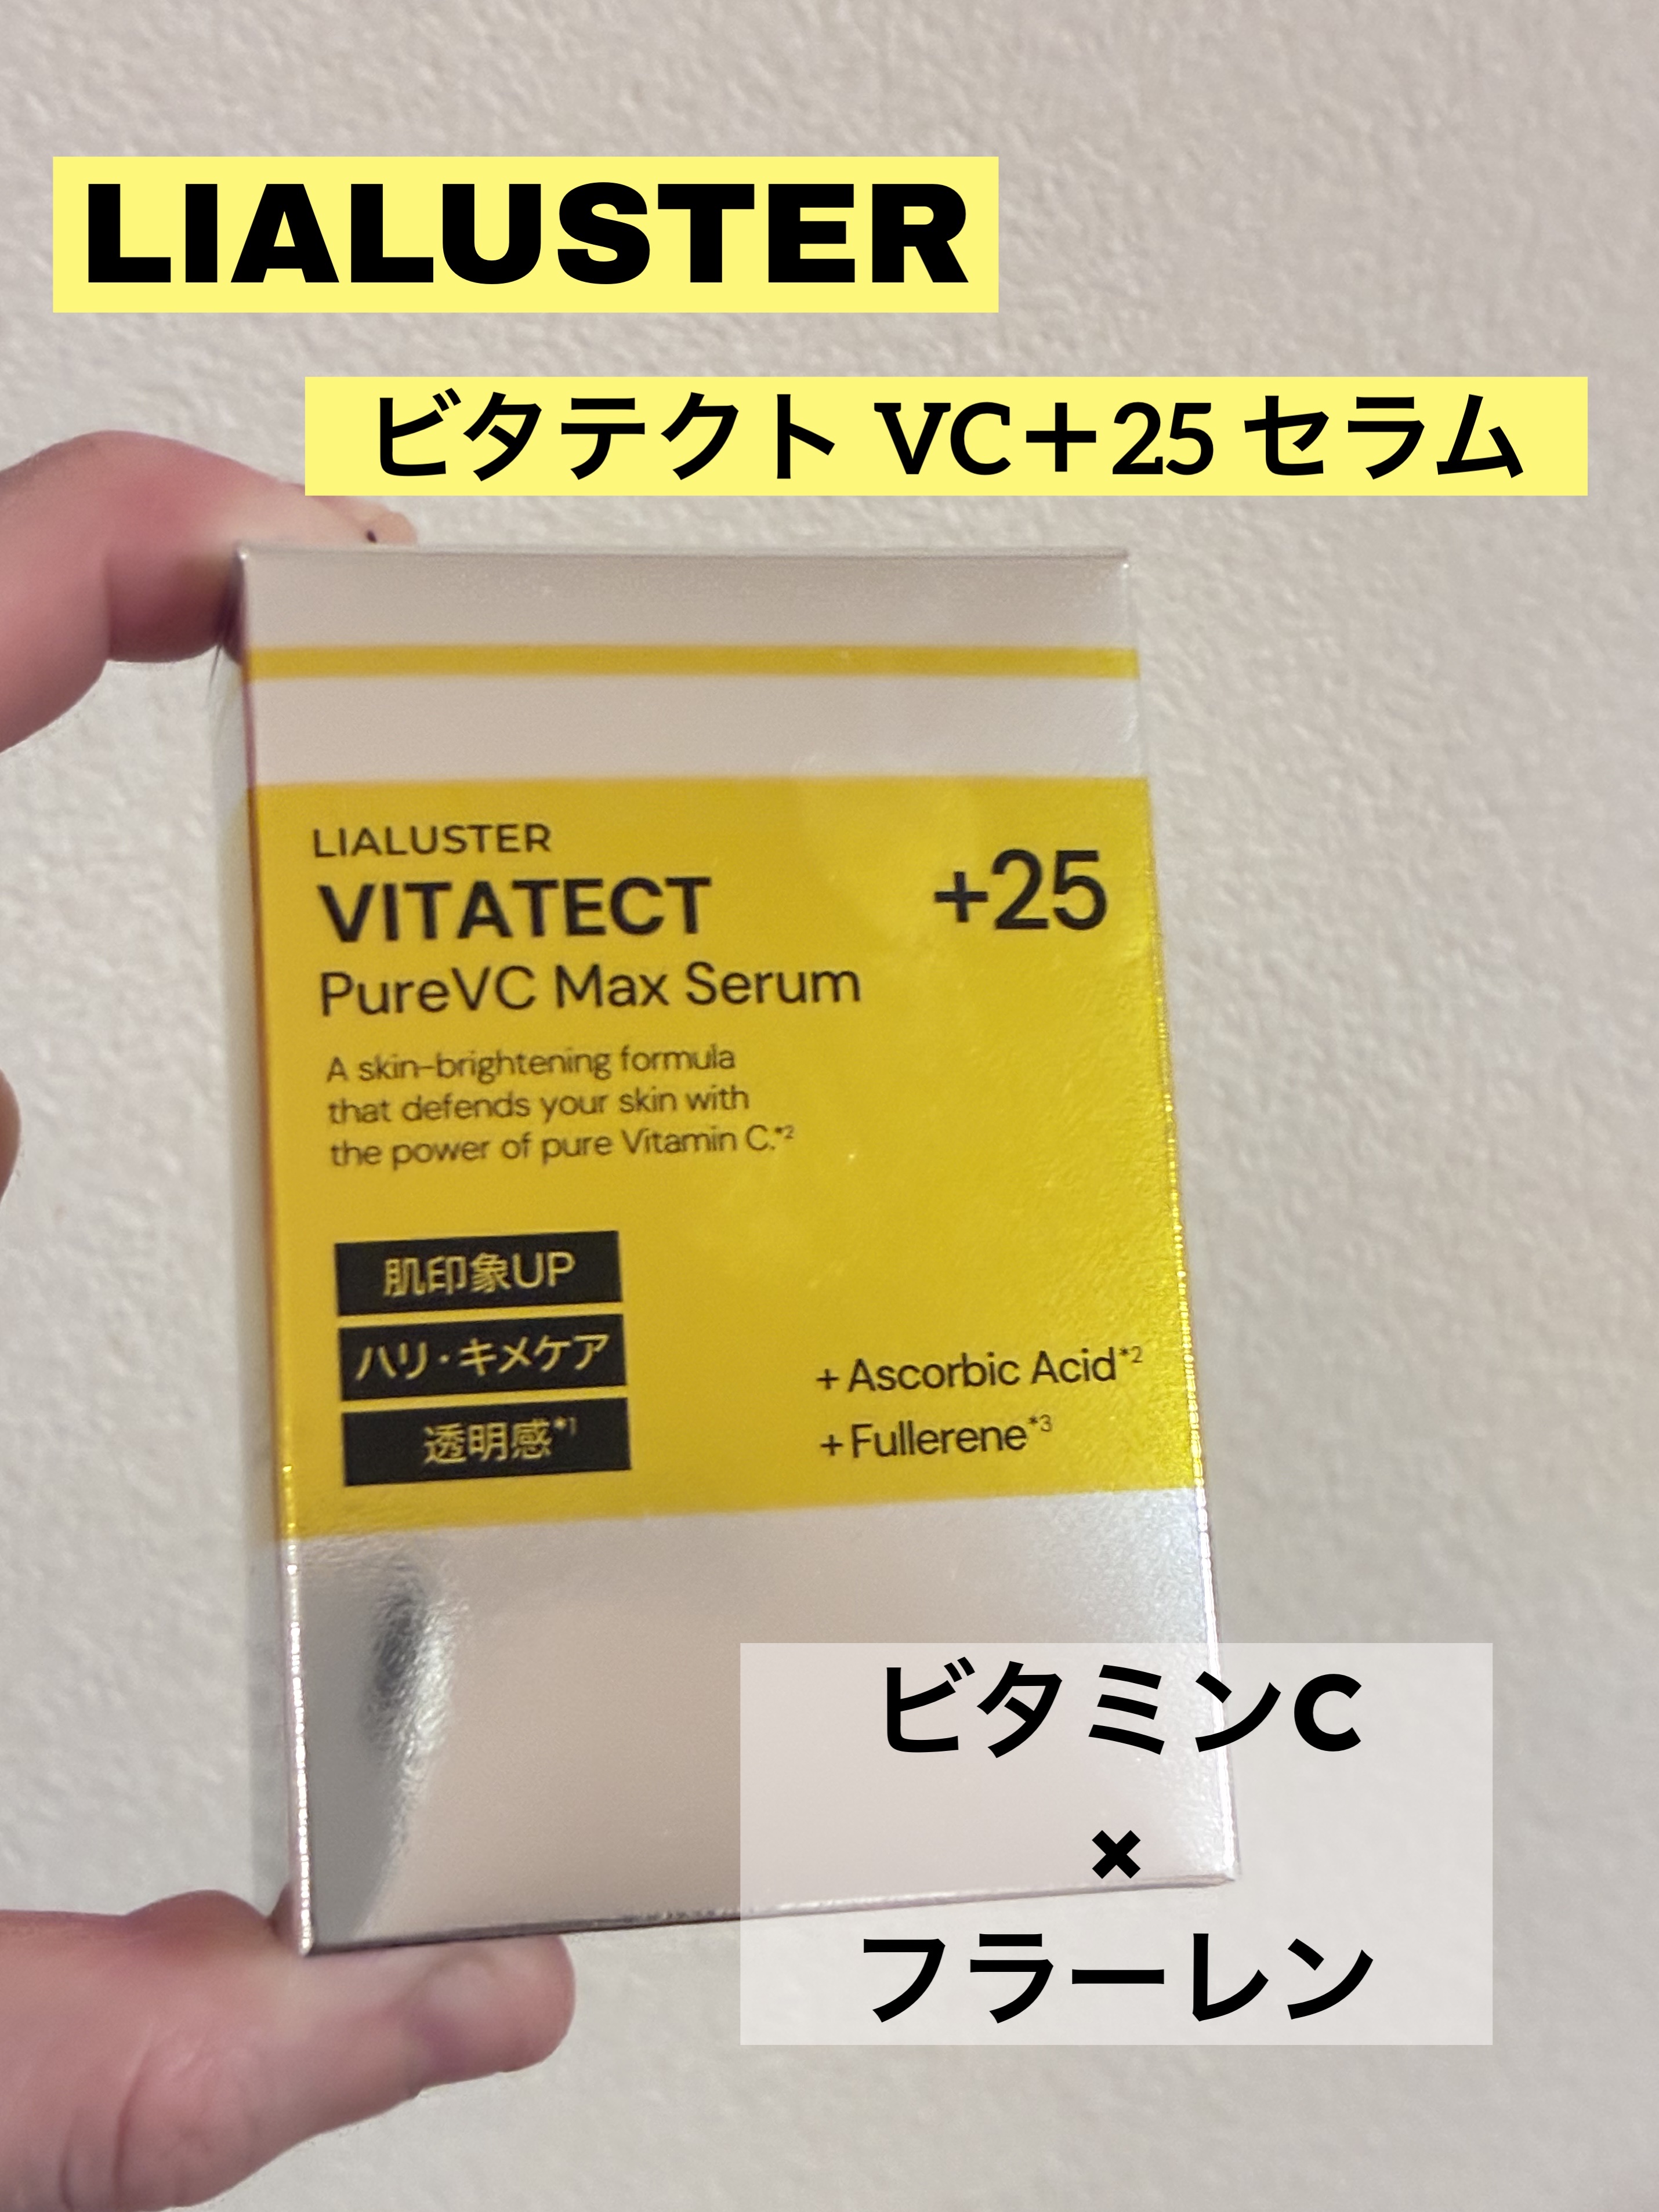 LIALUSTER
ビタテクト VC＋25 セラム
LIALUSTER
VITATECT
+25
PureVC Max Serum
A skin-brightening formula
that defends your skin with
the power of pure Vitamin C.*2
肌印象UP
ハリ・キメケア
透明感*1
+ Ascorbic Acid*2
+ Fullerene*3
ビタミンC
×
フラーレン